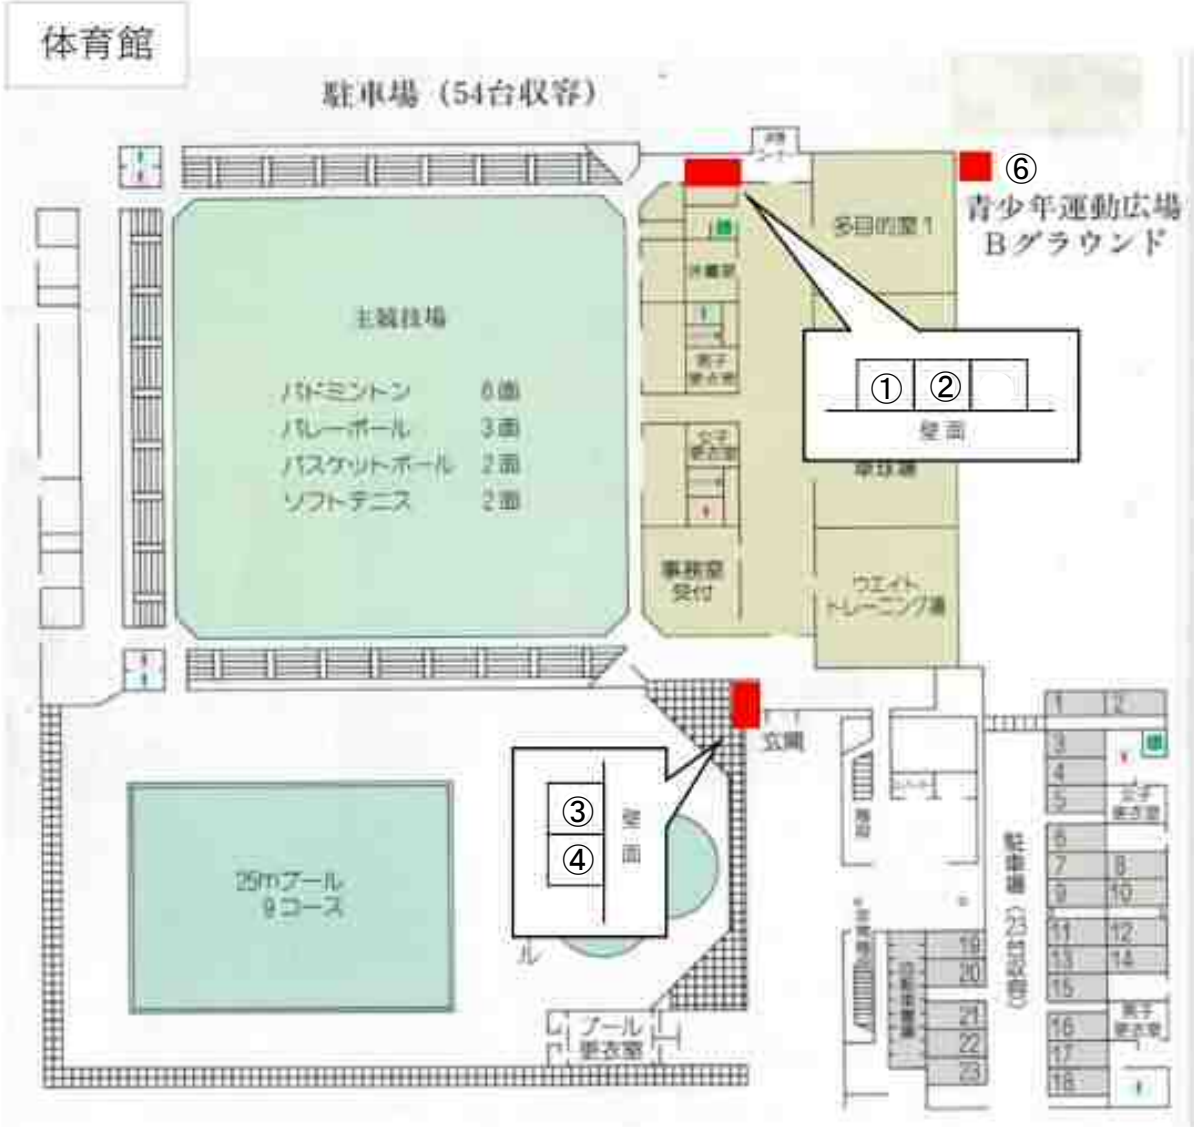 体育館
駐車場（54台収容）
⑥
青少年運動広場
Bグラウンド
多目的室1
主競技場
バドミントン 6面
バレーボール 3面
バスケットボール 2面
ソフトテニス 2面
男子
更衣室
① ②
壁面
女子
更衣室
卓球場
事務室
受付
ウエイト
トレーニング場
玄関
③
④
壁面
25mプール
9コース
ル
プール
更衣室
駐車場（23台収容）
1 2
3
4
5
女子
更衣室
6
7 8
9 10
11 12
13 14
15
16
男子
更衣室
17
18
19
20
21
22
23